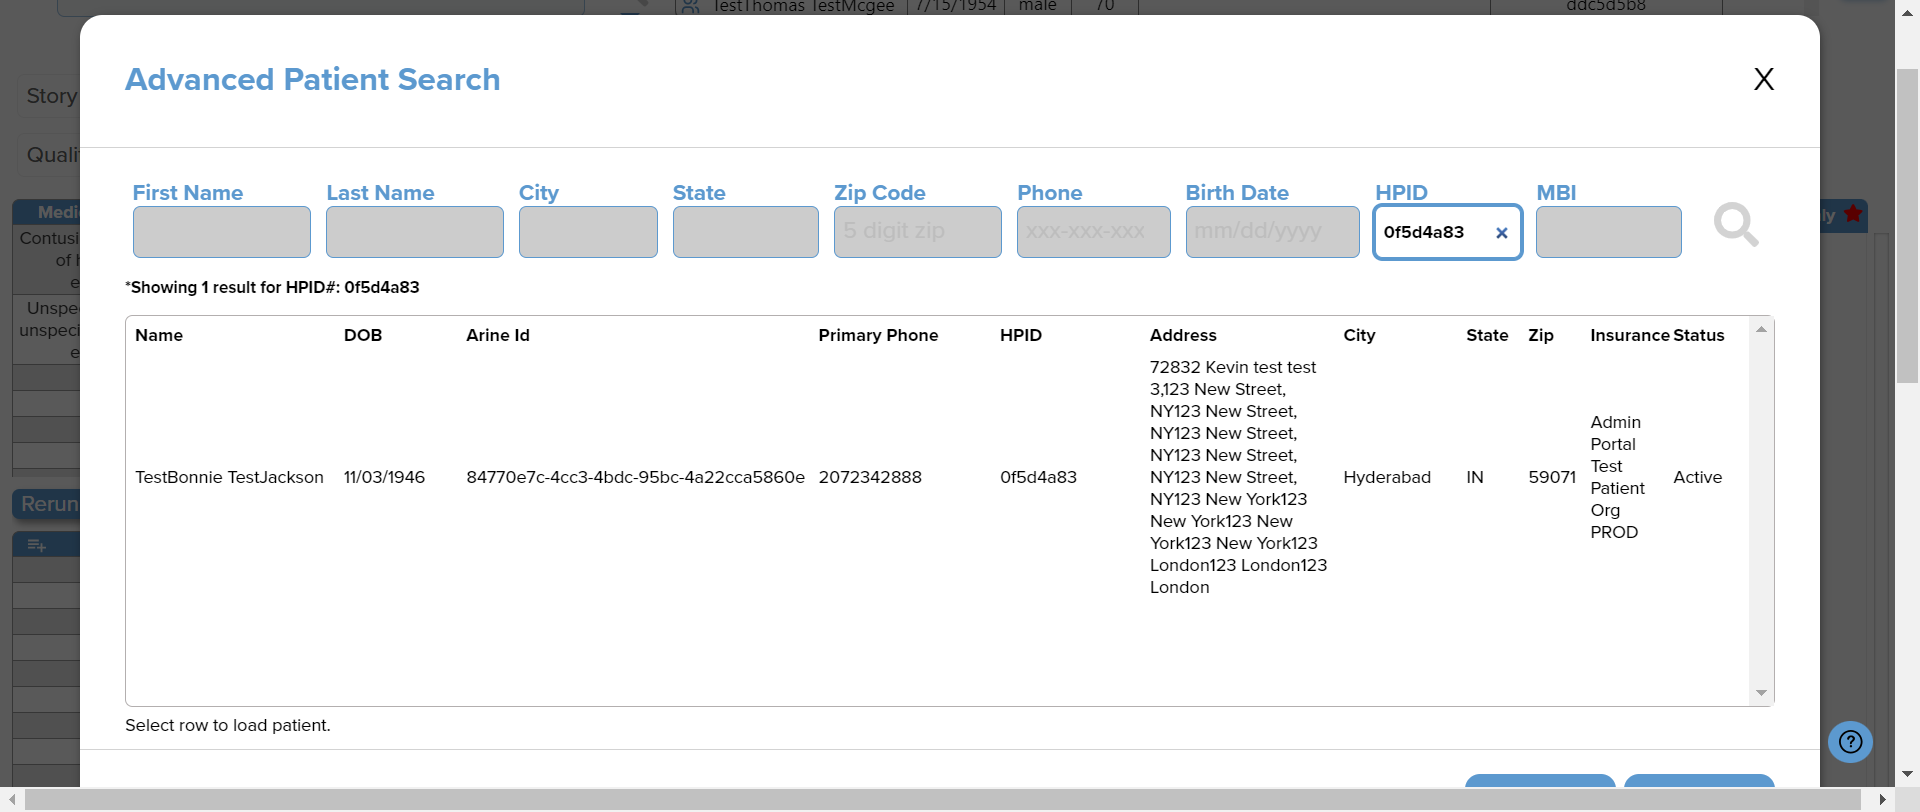 TestThomas TestMcgee 7/15/1954 male 70 ddc5d5b8
Advanced Patient Search
X
Story
First Name Last Name City State Zip Code Phone Birth Date HPID MBI
5 digit zip xxx-xxx-xxx mm/dd/yyyy 0f5d4a83 ×
*Showing 1 result for HPID#: 0f5d4a83
Name DOB Arine Id Primary Phone HPID Address City State Zip Insurance Status
TestBonnie TestJackson 11/03/1946 84770e7c-4cc3-4bdc-95bc-4a22cca5860e 2072342888 0f5d4a83
72832 Kevin test test
3,123 New Street,
NY123 New Street,
NY123 New Street,
NY123 New Street,
NY123 New Street,
NY123 New York123
New York123 New
York123 New York123
London123 London123
London
Hyderabad IN 59071
Admin
Portal
Test
Patient
Org
PROD
Active
Select row to load patient.
Rerun
of